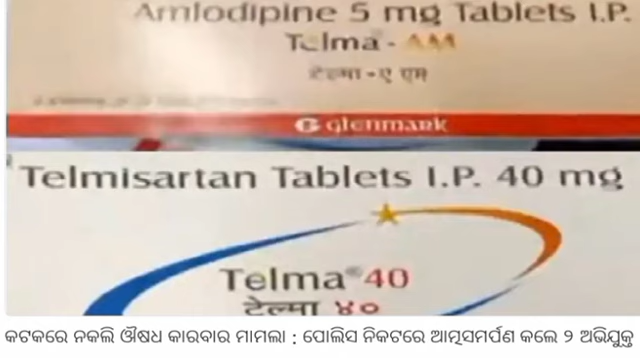 Amlodipine 5 mg Tablets I.P.
Telma - AM
टेल्मा - ए एम
glenmark
Telmisartan Tablets I.P. 40 mg
Telma® 40
टेल्मा ४०
କଟକରେ ନକଲି ଔଷଧ କାରବାର ମାମଲା : ପୋଲିସ ନିକଟରେ ଆତ୍ମସମର୍ପଣ କଲେ ୨ ଅଭିଯୁକ୍ତ